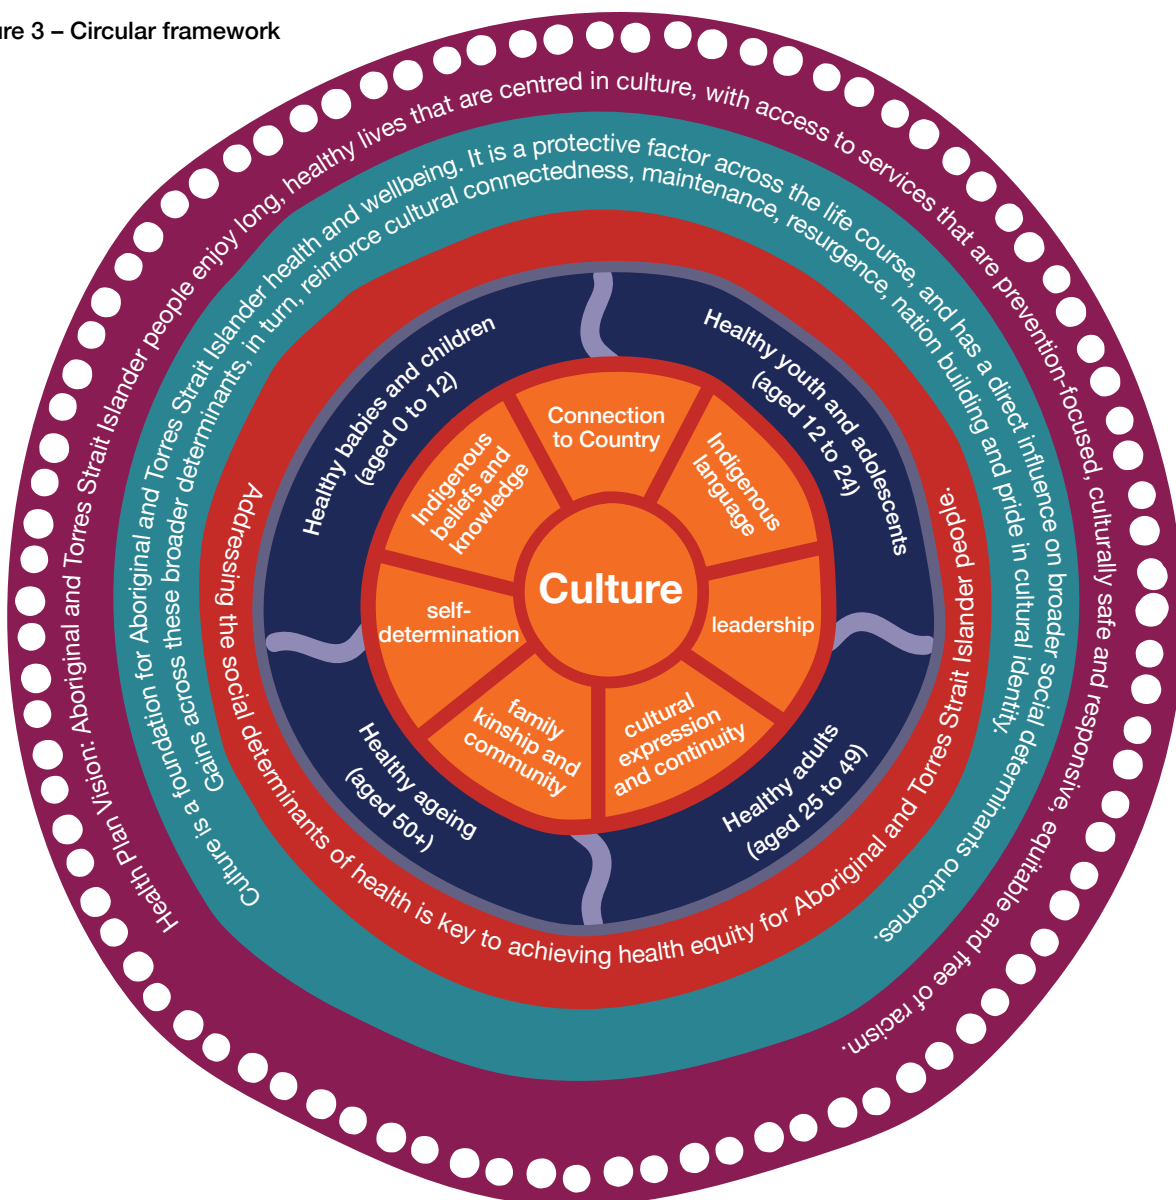 ure 3 – Circular framework
Health Plan Vision: Aboriginal and Torres Strait Islander people enjoy long, healthy lives that are centred in culture, with access to services that are prevention-focused, culturally safe and responsive, equitable and free of racism.
Culture is a foundation for Aboriginal and Torres Strait Islander health and wellbeing. It is a protective factor across the life course, and has a direct influence on broader social determinants outcomes.
Gains across these broader determinants, in turn, reinforce cultural connectedness, maintenance, resurgence, nation building and pride in cultural identity.
Addressing the social determinants of health is key to achieving health equity for Aboriginal and Torres Strait Islander people.
Healthy babies and children
(aged 0 to 12)
Healthy youth and adolescents
(aged 12 to 24)
Healthy adults
(aged 25 to 49)
Healthy ageing
(aged 50+)
Connection
to Country
Indigenous
language
leadership
cultural
expression
and continuity
family
kinship and
community
self-
determination
Indigenous
beliefs and
knowledge
Culture